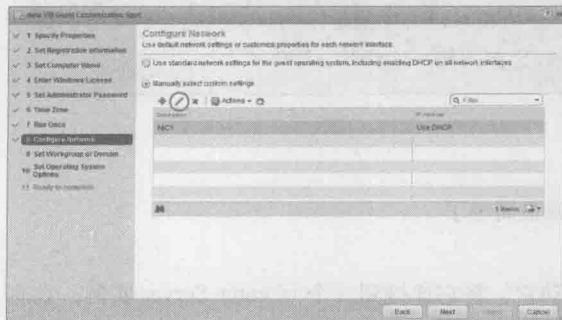 New VM Guest Customization Spec
1 Specify Properties
2 Set Registration Information
3 Set Computer Name
4 Enter Windows License
5 Set Administrator Password
6 Time Zone
7 Run Once
8 Configure Network
9 Set Workgroup or Domain
10 Set Operating System Options
11 Ready to complete
Configure Network
Use default network settings or customize properties for each network interface.
Use standard network settings for the guest operating system, including enabling DHCP on all network interfaces
Manually select custom settings
Actions
Filter
Description
IP Address
NIC1
Use DHCP
1 items
Back
Next
Cancel